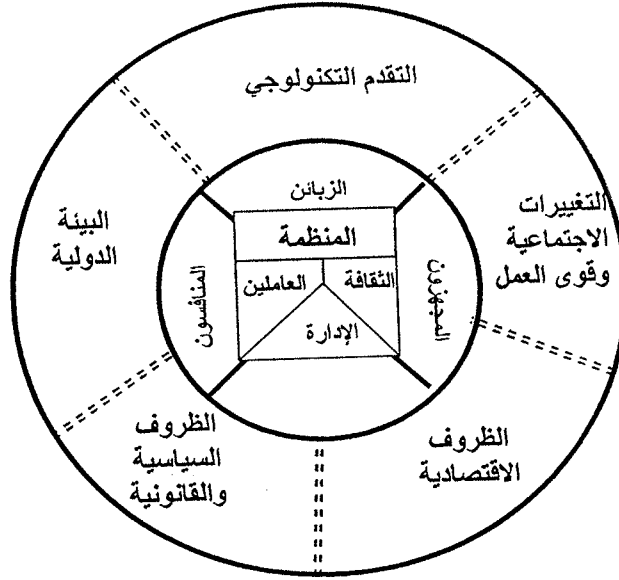 التقدم التكنولوجي
التغييرات
الاجتماعية
وقوى العمل
البيئة
الدولية
الزبائن
المنظمة
الثقافة
العاملين
الإدارة
المجهزون
المنافسون
الظروف
الاقتصادية
الظروف
السياسية
والقانونية